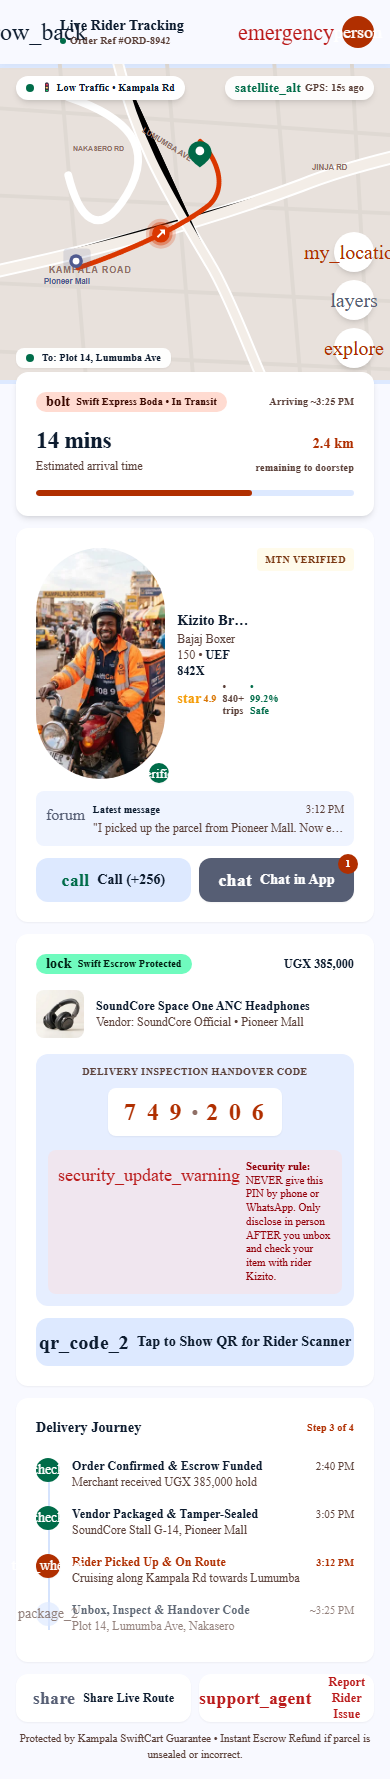 ow_back
Live Rider Tracking
Order Ref #ORD-8942
emergency
erson
Low Traffic • Kampala Rd
satellite_alt GPS: 15s ago
NAKASERO RD
LUMUMBA AVE
JINJA RD
KAMPALA ROAD
Pioneer Mall
my_locatio
layers
explore
To: Plot 14, Lumumba Ave
bolt Swift Express Boda • In Transit
Arriving ~3:25 PM
14 mins
2.4 km
Estimated arrival time
remaining to doorstep
MTN VERIFIED
KAMPALA BODA STAGE
Kizito Br…
Bajaj Boxer
150 • UEF
842X
star 4.9 • 840+ trips • 99.2% Safe
erifi
forum
Latest message
3:12 PM
"I picked up the parcel from Pioneer Mall. Now e…
call Call (+256)
chat Chat in App
1
lock Swift Escrow Protected
UGX 385,000
SoundCore Space One ANC Headphones
Vendor: SoundCore Official • Pioneer Mall
DELIVERY INSPECTION HANDOVER CODE
7 4 9 • 2 0 6
security_update_warning
Security rule:
NEVER give this
PIN by phone or
WhatsApp. Only
disclose in person
AFTER you unbox
and check your
item with rider
Kizito.
qr_code_2 Tap to Show QR for Rider Scanner
Delivery Journey
Step 3 of 4
chec
Order Confirmed & Escrow Funded
2:40 PM
Merchant received UGX 385,000 hold
chec
Vendor Packaged & Tamper-Sealed
3:05 PM
SoundCore Stall G-14, Pioneer Mall
_whe
Rider Picked Up & On Route
3:12 PM
Cruising along Kampala Rd towards Lumumba
package_2
Unbox, Inspect & Handover Code
~3:25 PM
Plot 14, Lumumba Ave, Nakasero
share Share Live Route
support_agent
Report
Rider
Issue
Protected by Kampala SwiftCart Guarantee • Instant Escrow Refund if parcel is
unsealed or incorrect.